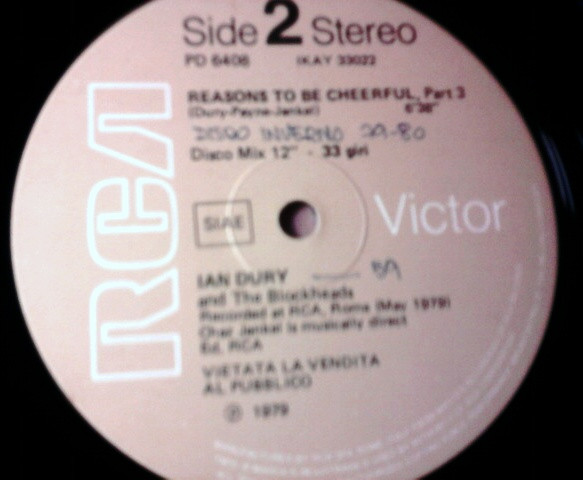 Side 2 Stereo
PD 6408 IKAY 33022
REASONS TO BE CHEERFUL, Part 3
(Dury-Payne-Jankel) 6'38"
DISCO INVERNO 79-80
Disco Mix 12" - 33 giri
RCA
SIAE
Victor
IAN DURY
and The Blockheads
Recorded at RCA, Roma (May 1979)
Chaz Jankel is musically direct
Ed. RCA
VIETATA LA VENDITA
AL PUBBLICO
℗ 1979